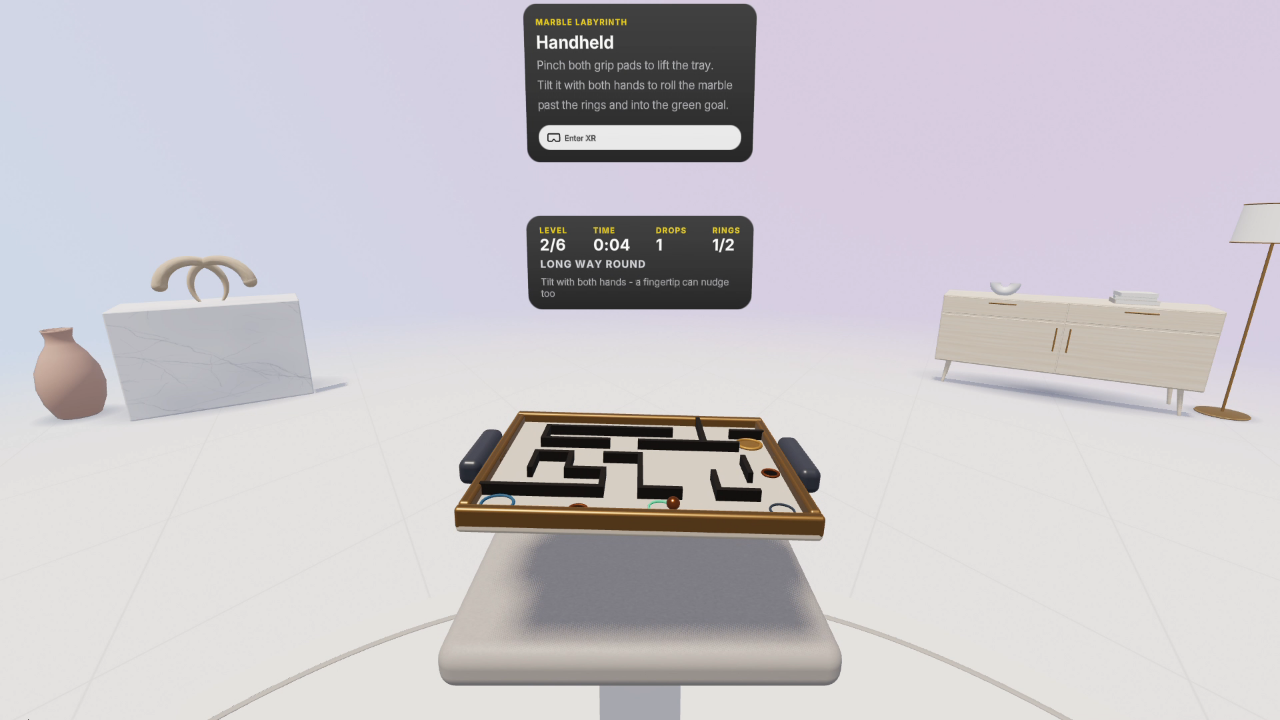 MARBLE LABYRINTH
Handheld
Pinch both grip pads to lift the tray.
Tilt it with both hands to roll the marble
past the rings and into the green goal.
Enter XR
LEVEL TIME DROPS RINGS
2/6 0:04 1 1/2
LONG WAY ROUND
Tilt with both hands - a fingertip can nudge
too